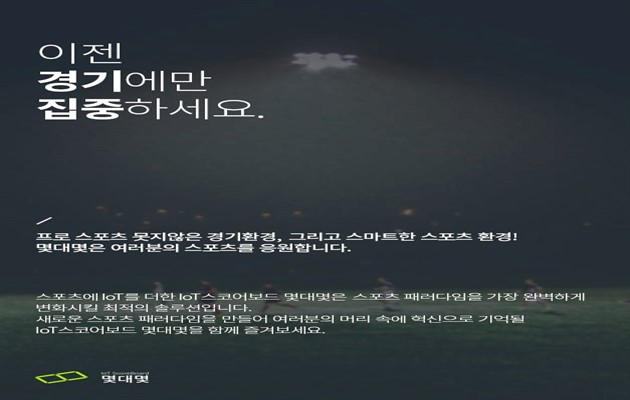 이젠
경기에만
집중하세요.
프로 스포츠 못지않은 경기환경, 그리고 스마트한 스포츠 환경!
몇대몇은 여러분의 스포츠를 응원합니다.
스포츠에 IoT를 더한 IoT스코어보드 몇대몇은 스포츠 패러다임을 가장 완벽하게
변화시킬 최적의 솔루션입니다.
새로운 스포츠 패러다임을 만들어 여러분의 머리 속에 혁신으로 기억될
IoT스코어보드 몇대몇을 함께 즐겨보세요.
IoT ScoreBoard
몇대몇